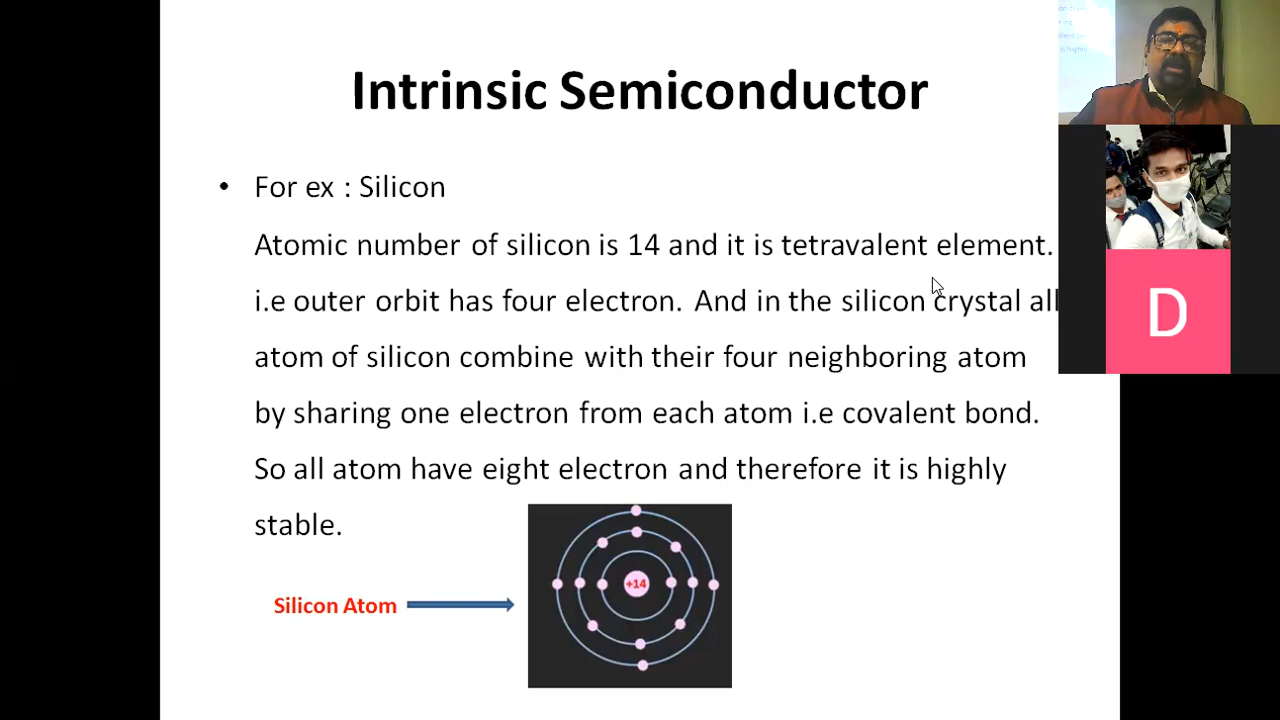 Intrinsic Semiconductor
• For ex : Silicon
Atomic number of silicon is 14 and it is tetravalent element.
i.e outer orbit has four electron. And in the silicon crystal all
atom of silicon combine with their four neighboring atom
by sharing one electron from each atom i.e covalent bond.
So all atom have eight electron and therefore it is highly
stable.
+14
Silicon Atom
D